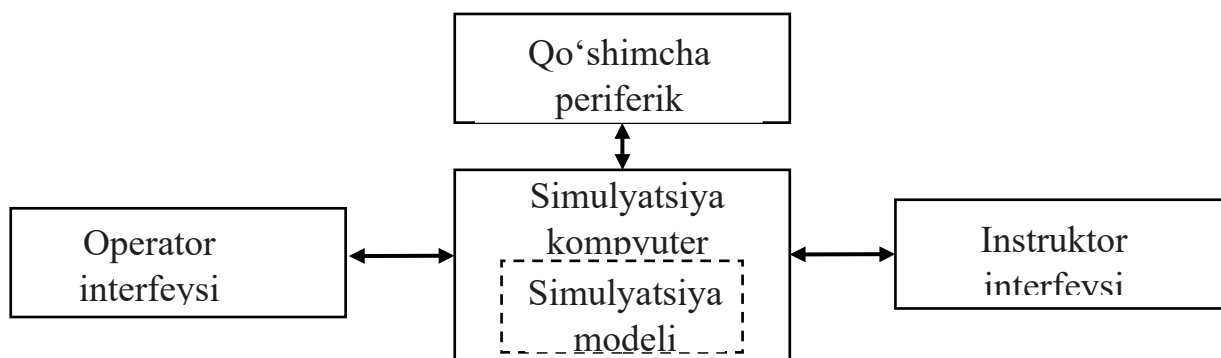 Qo‘shimcha
periferik
Simulyatsiya
kompyuter
Simulyatsiya
modeli
Operator
interfeysi
Instruktor
interfeysi